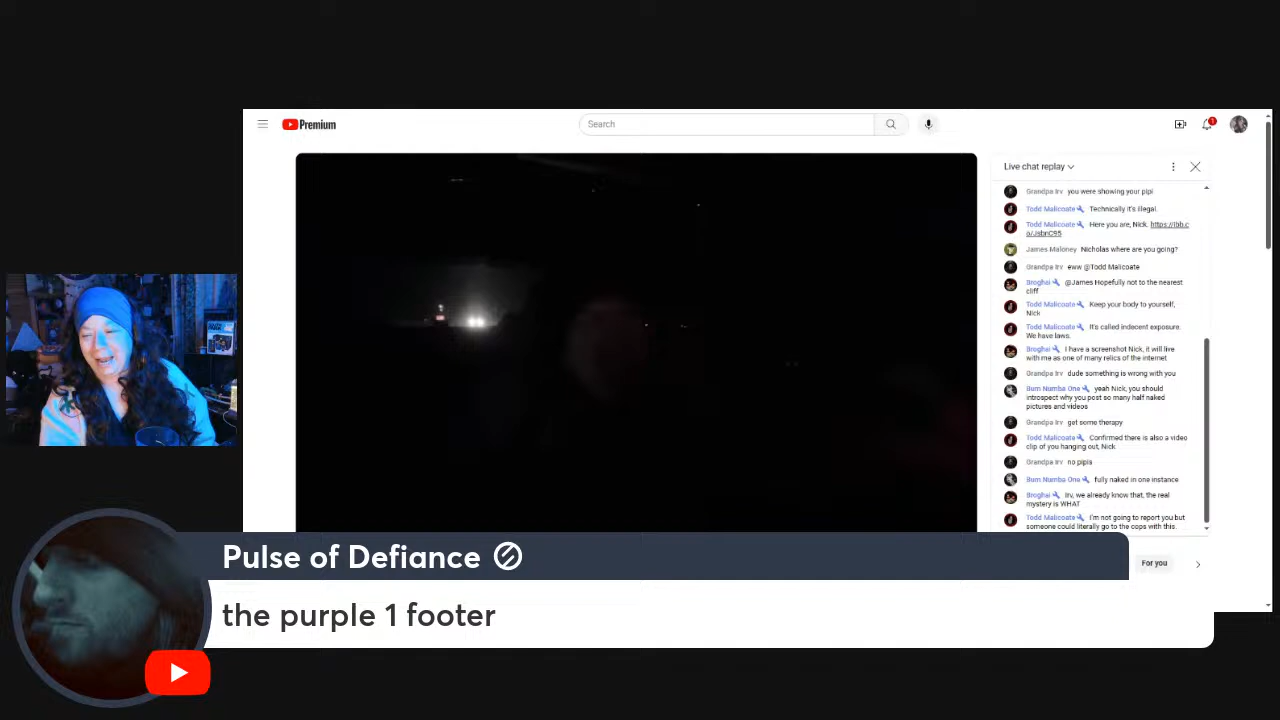 Premium
Search
1
Live chat replay
Grandpa Irv you were showing your pipi
Todd Malicoate Technically it's illegal.
Todd Malicoate Here you are, Nick. https://ibb.c
o/JsbnC95
James Maloney Nicholas where are you going?
Grandpa Irv eww @Todd Malicoate
Broghai @James Hopefully not to the nearest
cliff
Todd Malicoate Keep your body to yourself,
Nick
Todd Malicoate It's called indecent exposure.
We have laws.
Broghai I have a screenshot Nick, it will live
with me as one of many relics of the internet
Grandpa Irv dude something is wrong with you
Bum Numba One yeah Nick, you should
introspect why you post so many half naked
pictures and videos
Grandpa Irv get some therapy
Todd Malicoate Confirmed there is also a video
clip of you hanging out, Nick
Grandpa Irv no pipis
Bum Numba One fully naked in one instance
Broghai Irv, we already know that, the real
mystery is WHAT
Todd Malicoate I'm not going to report you but
someone could literally go to the cops with this.
For you
Pulse of Defiance
the purple 1 footer